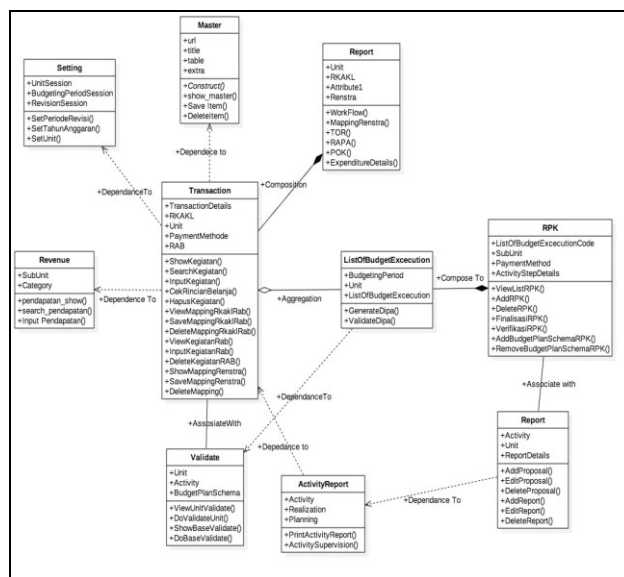 Master
+url
+title
+table
+extra
+Construct()
+show_master()
+Save Item()
+DeleteItem()
Report
+Unit
+RKAKL
+Attribute1
+Renstra
+WorkFlow()
+MappingRenstra()
+TOR()
+RAPA()
+POK()
+ExpenditureDetails()
Setting
+UnitSession
+BudgetingPeriodSession
+RevisionSession
+SetPeriodeRevisi()
+SetTahunAnggaran()
+SetUnit()
+Dependece to
+DependanceTo
+Composition
Transaction
+TransactionDetails
+RKAKL
+Unit
+PaymentMethode
+RAB
+ShowKegiatan()
+SearchKegiatan()
+InputKegiatan()
+CekRincianBelanja()
+HapusKegiatan()
+ViewMappingRkaklRab()
+SaveMappingRkaklRab()
+DeleteMappingRkaklRab()
+ViewKegiatanRab()
+InputKegiatanRab()
+DeleteKegiatanRAB()
+ShowMappingRenstra()
+SaveMappingRenstra()
+DeleteMapping()
Revenue
+SubUnit
+Category
+pendapatan_show()
+search_pendapatan()
+Input Pendapatan()
+Dependence To
+Aggregation
ListOfBudgetExcecution
+BudgetingPeriod
+Unit
+ListOfBudgetExcecution
+GenerateDipa()
+ValidateDipa()
+Compose To
RPK
+ListOfBudgetExcecutionCode
+SubUnit
+PaymentMethod
+ActivityStepDetails
+ViewListRPK()
+AddRPK()
+DeleteRPK()
+FinalisasiRPK()
+VerifikasiRPK()
+AddBudgetPlanSchemaRPK()
+RemoveBudgetPlanSchemaRPK()
+Associate with
+DependanceTo
+AssosiateWith
+Depedance to
Validate
+Unit
+Activity
+BudgetPlanSchema
+ViewUnitValidate()
+DoValidateUnit()
+ShowBaseValidate()
+DoBaseValidate()
ActivityReport
+Activity
+Realization
+Planning
+PrintActivityReport()
+ActivitySupervision()
+Dependance To
Report
+Activity
+Unit
+ReportDetails
+AddProposal()
+EditProposal()
+DeleteProposal()
+AddReport()
+EditReport()
+DeleteReport()